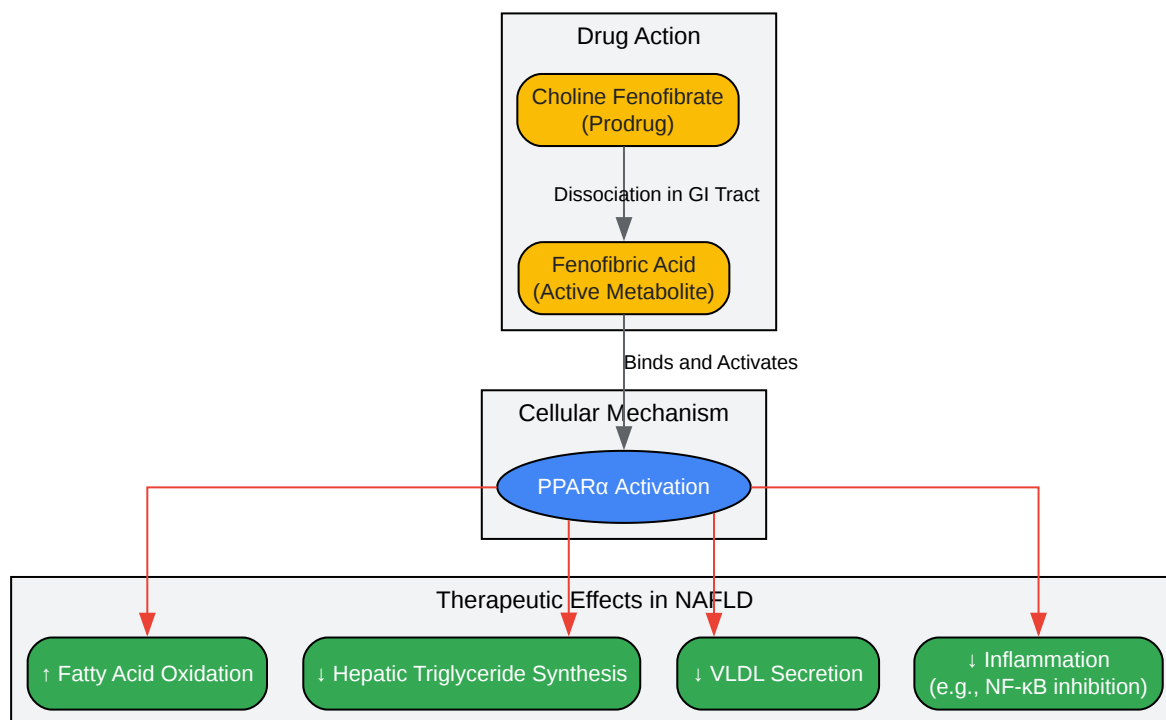 Drug Action
Choline Fenofibrate
(Prodrug)
Dissociation in GI Tract
Fenofibric Acid
(Active Metabolite)
Binds and Activates
Cellular Mechanism
PPARα Activation
Therapeutic Effects in NAFLD
↑ Fatty Acid Oxidation
↓ Hepatic Triglyceride Synthesis
↓ VLDL Secretion
↓ Inflammation
(e.g., NF-κB inhibition)